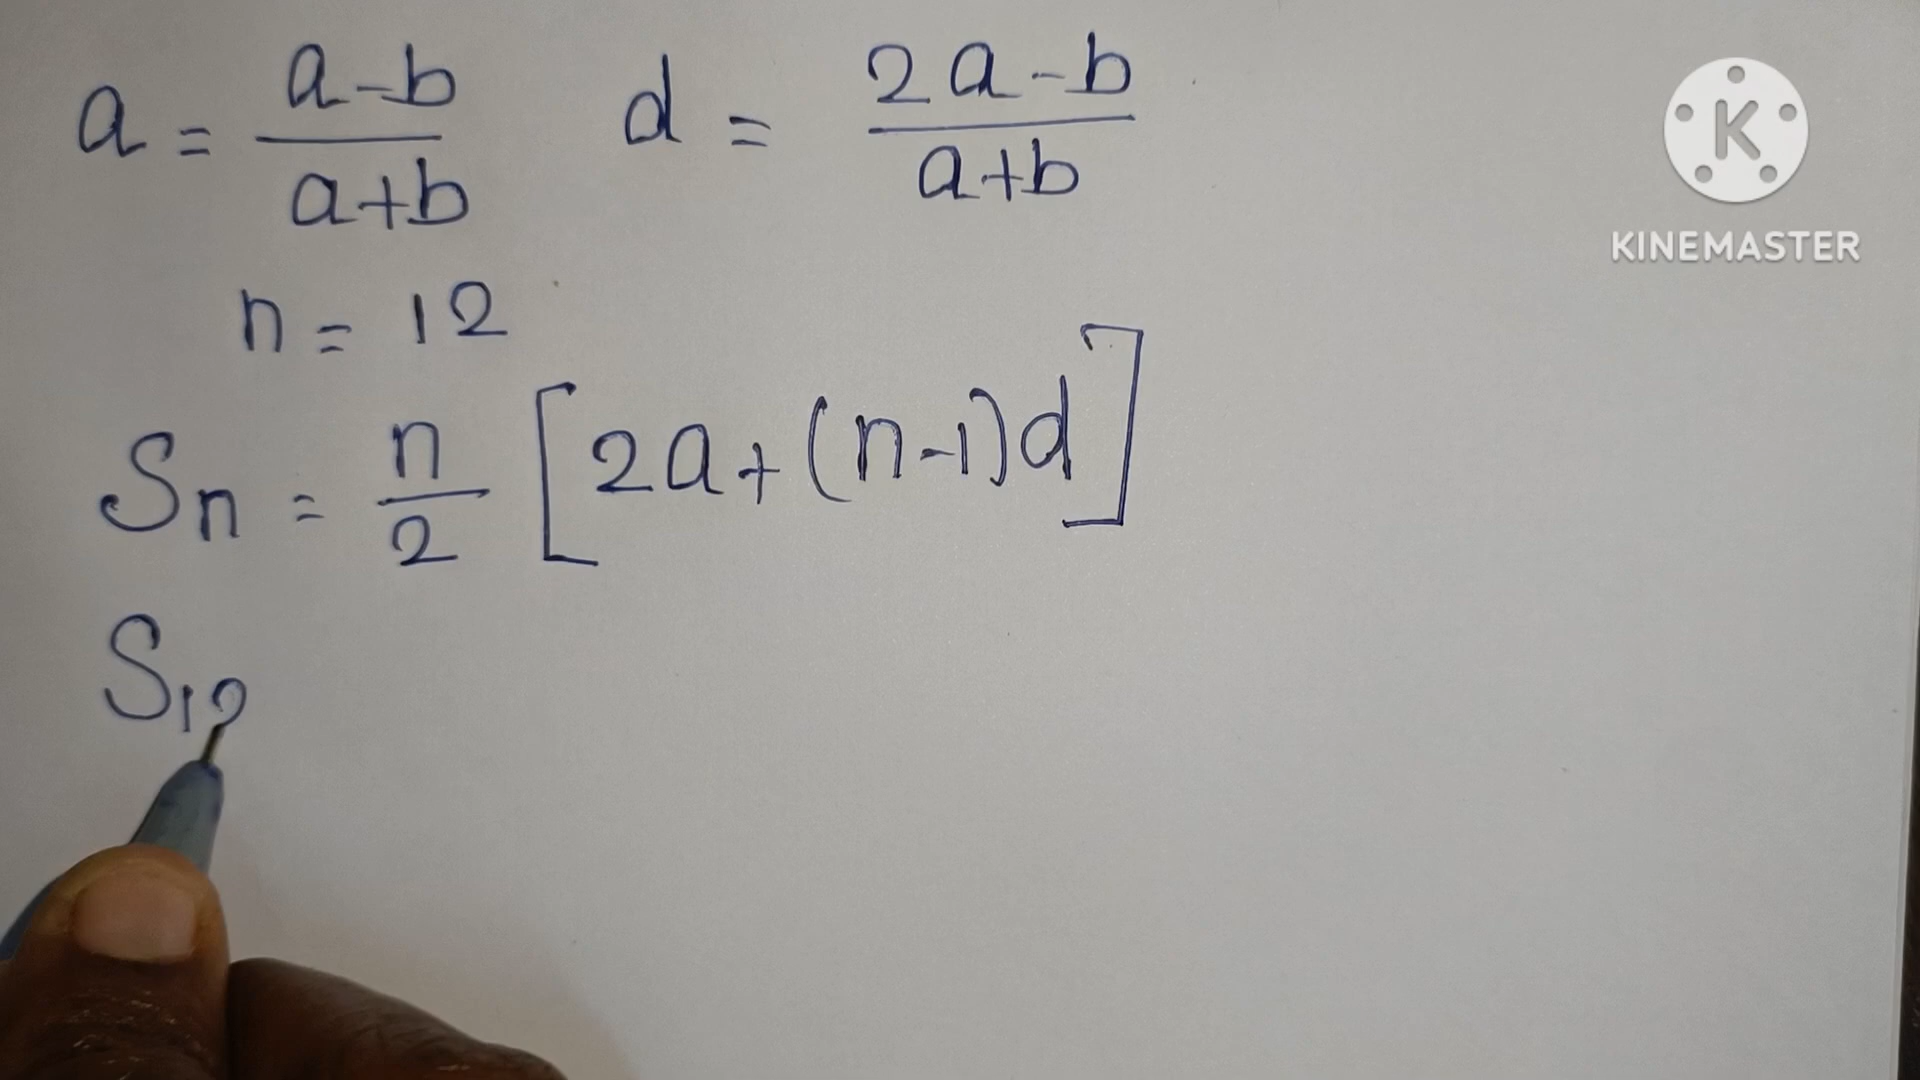 a = a-b/a+b d = 2a-b/a+b
K
KINEMASTER
n = 12
Sn = n/2 [2a+(n-1)d]
S12